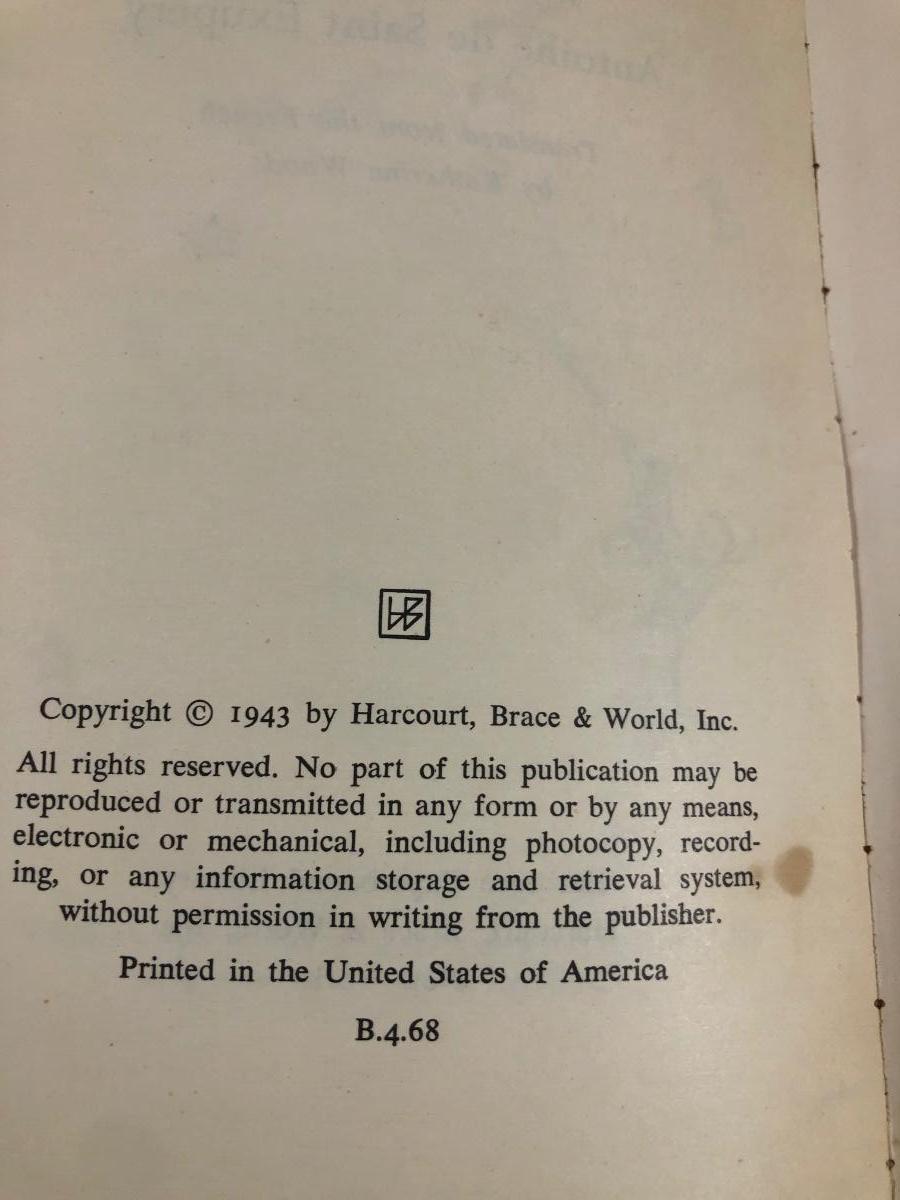 HB
Copyright © 1943 by Harcourt, Brace & World, Inc.
All rights reserved. No part of this publication may be
reproduced or transmitted in any form or by any means,
electronic or mechanical, including photocopy, record-
ing, or any information storage and retrieval system,
without permission in writing from the publisher.
Printed in the United States of America
B.4.68